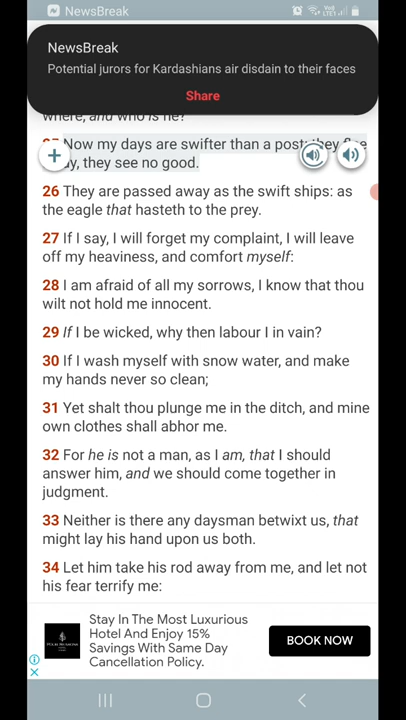 NewsBreak
NewsBreak
Potential jurors for Kardashians air disdain to their faces
Share
where, and who is he?
25 Now my days are swifter than a post: they flee
away, they see no good.
26 They are passed away as the swift ships: as
the eagle that hasteth to the prey.
27 If I say, I will forget my complaint, I will leave
off my heaviness, and comfort myself:
28 I am afraid of all my sorrows, I know that thou
wilt not hold me innocent.
29 If I be wicked, why then labour I in vain?
30 If I wash myself with snow water, and make
my hands never so clean;
31 Yet shalt thou plunge me in the ditch, and mine
own clothes shall abhor me.
32 For he is not a man, as I am, that I should
answer him, and we should come together in
judgment.
33 Neither is there any daysman betwixt us, that
might lay his hand upon us both.
34 Let him take his rod away from me, and let not
his fear terrify me:
Stay In The Most Luxurious
Hotel And Enjoy 15%
Savings With Same Day
Cancellation Policy.
BOOK NOW